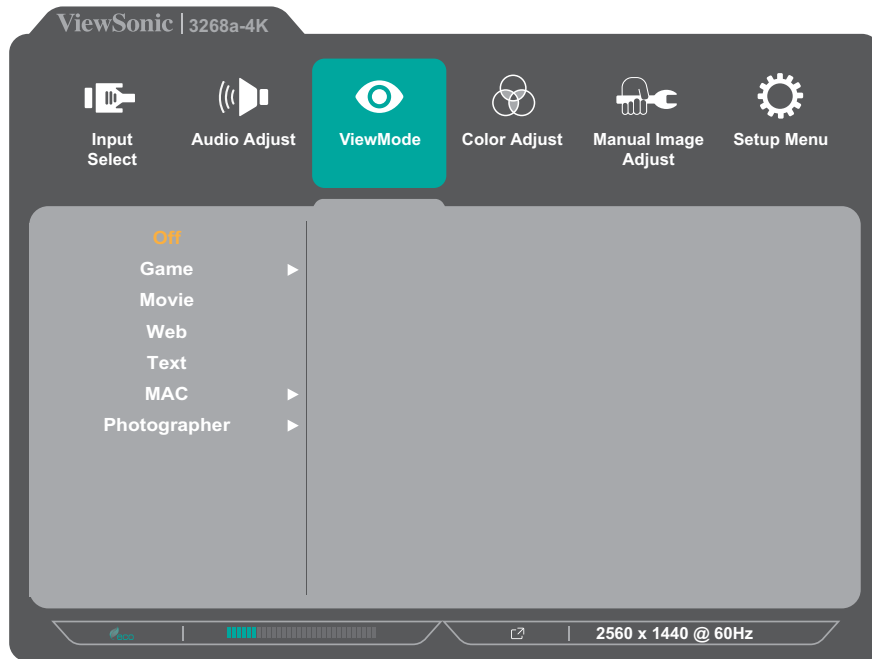 ViewSonic | 3268a-4K
Input
Select
Audio Adjust
ViewMode
Color Adjust
Manual Image
Adjust
Setup Menu
Off
Game
Movie
Web
Text
MAC
Photographer
eco
2560 x 1440 @ 60Hz